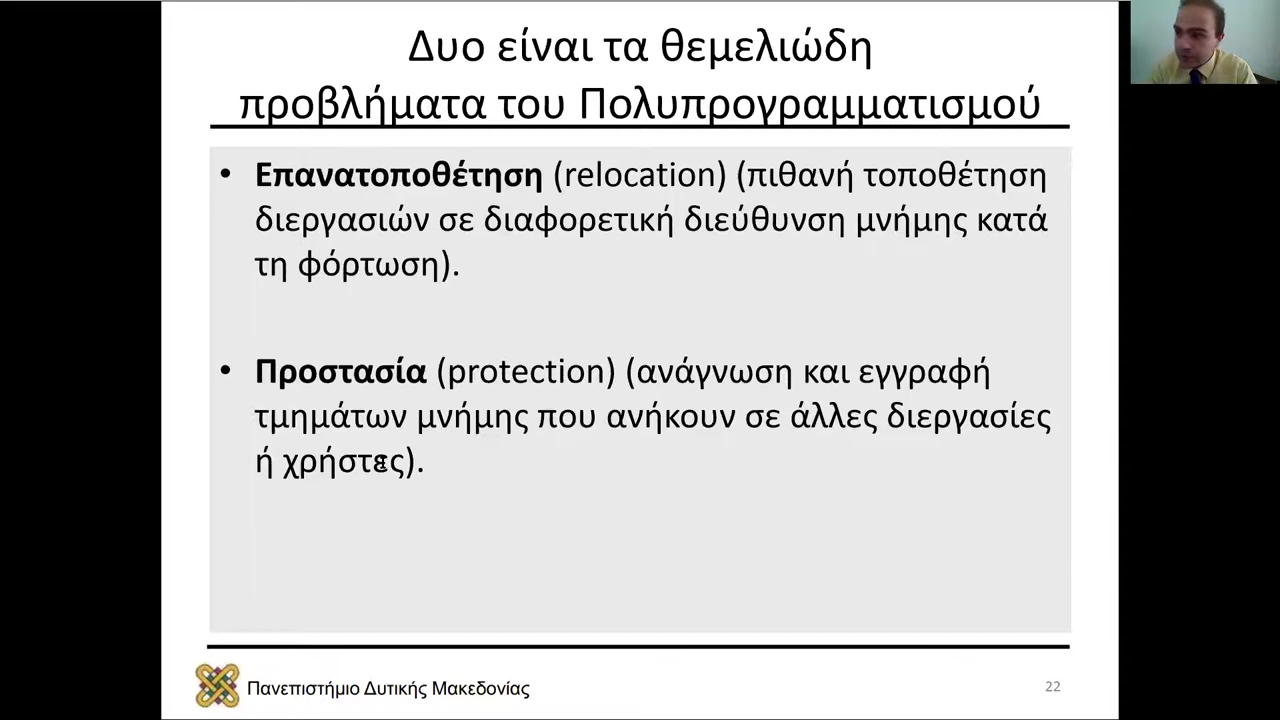 Δυο είναι τα θεμελιώδη
προβλήματα του Πολυπρογραμματισμού
• Επανατοποθέτηση (relocation) (πιθανή τοποθέτηση
διεργασιών σε διαφορετική διεύθυνση μνήμης κατά
τη φόρτωση).
• Προστασία (protection) (ανάγνωση και εγγραφή
τμημάτων μνήμης που ανήκουν σε άλλες διεργασίες
ή χρήστες).
Πανεπιστήμιο Δυτικής Μακεδονίας
22